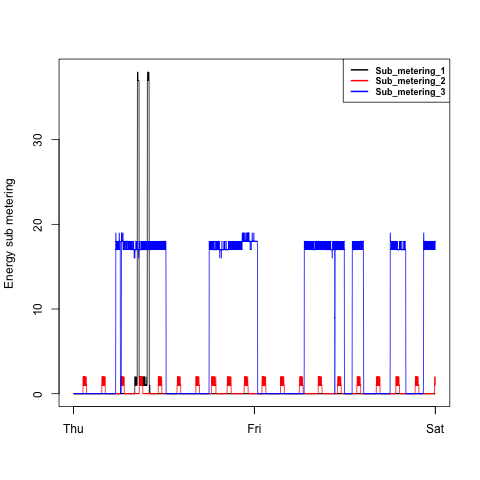 Sub_metering_1
Sub_metering_2
Sub_metering_3
Energy sub metering
30
20
10
0
Thu
Fri
Sat